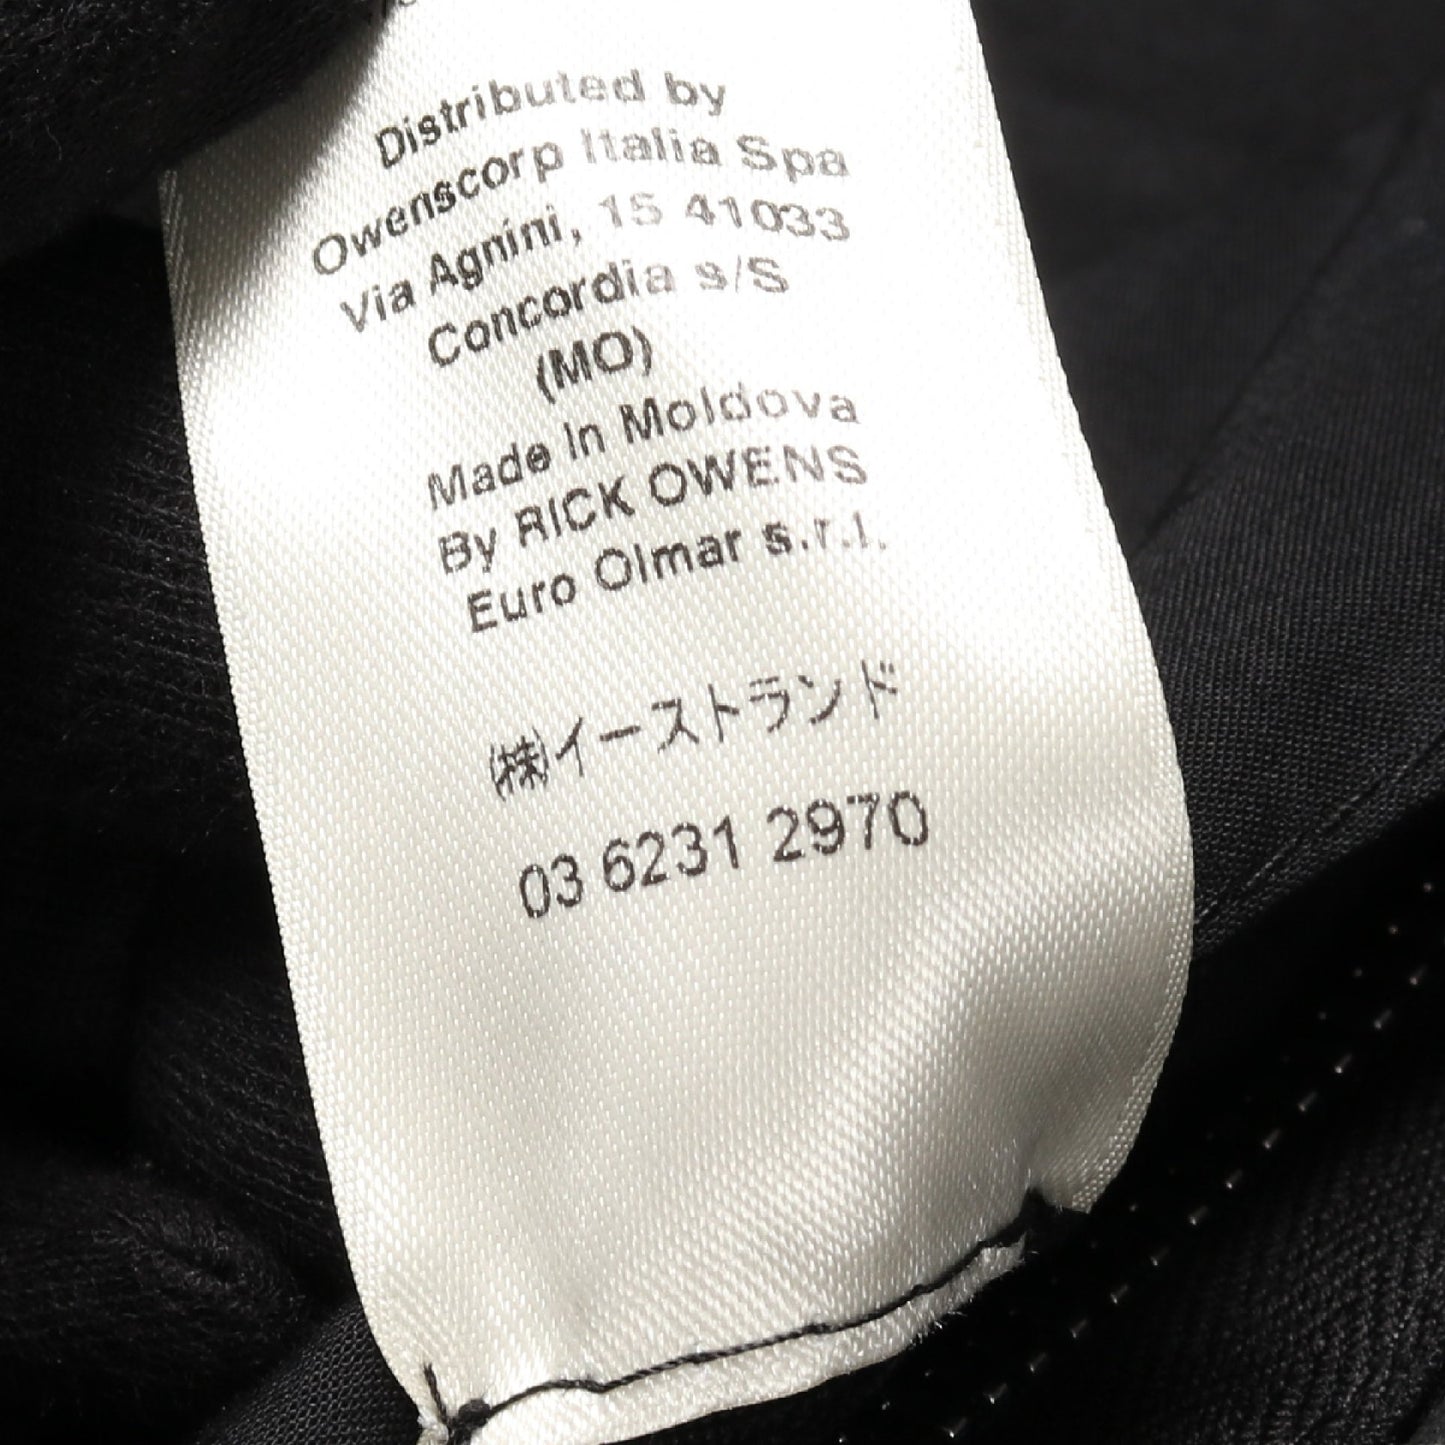 Distributed by
Owenscorp Italia Spa
Via Agnini, 15 41033
Concordia s/S
(MO)
Made In Moldova
By RICK OWENS
Euro Olmar s.r.l.
(株)イーストランド
03 6231 2970